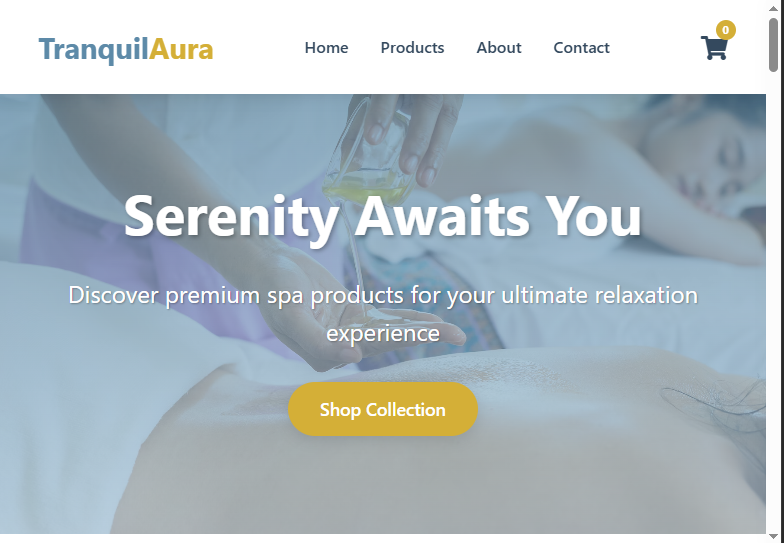 TranquilAura
Home Products About Contact
0
Serenity Awaits You
Discover premium spa products for your ultimate relaxation
experience
Shop Collection